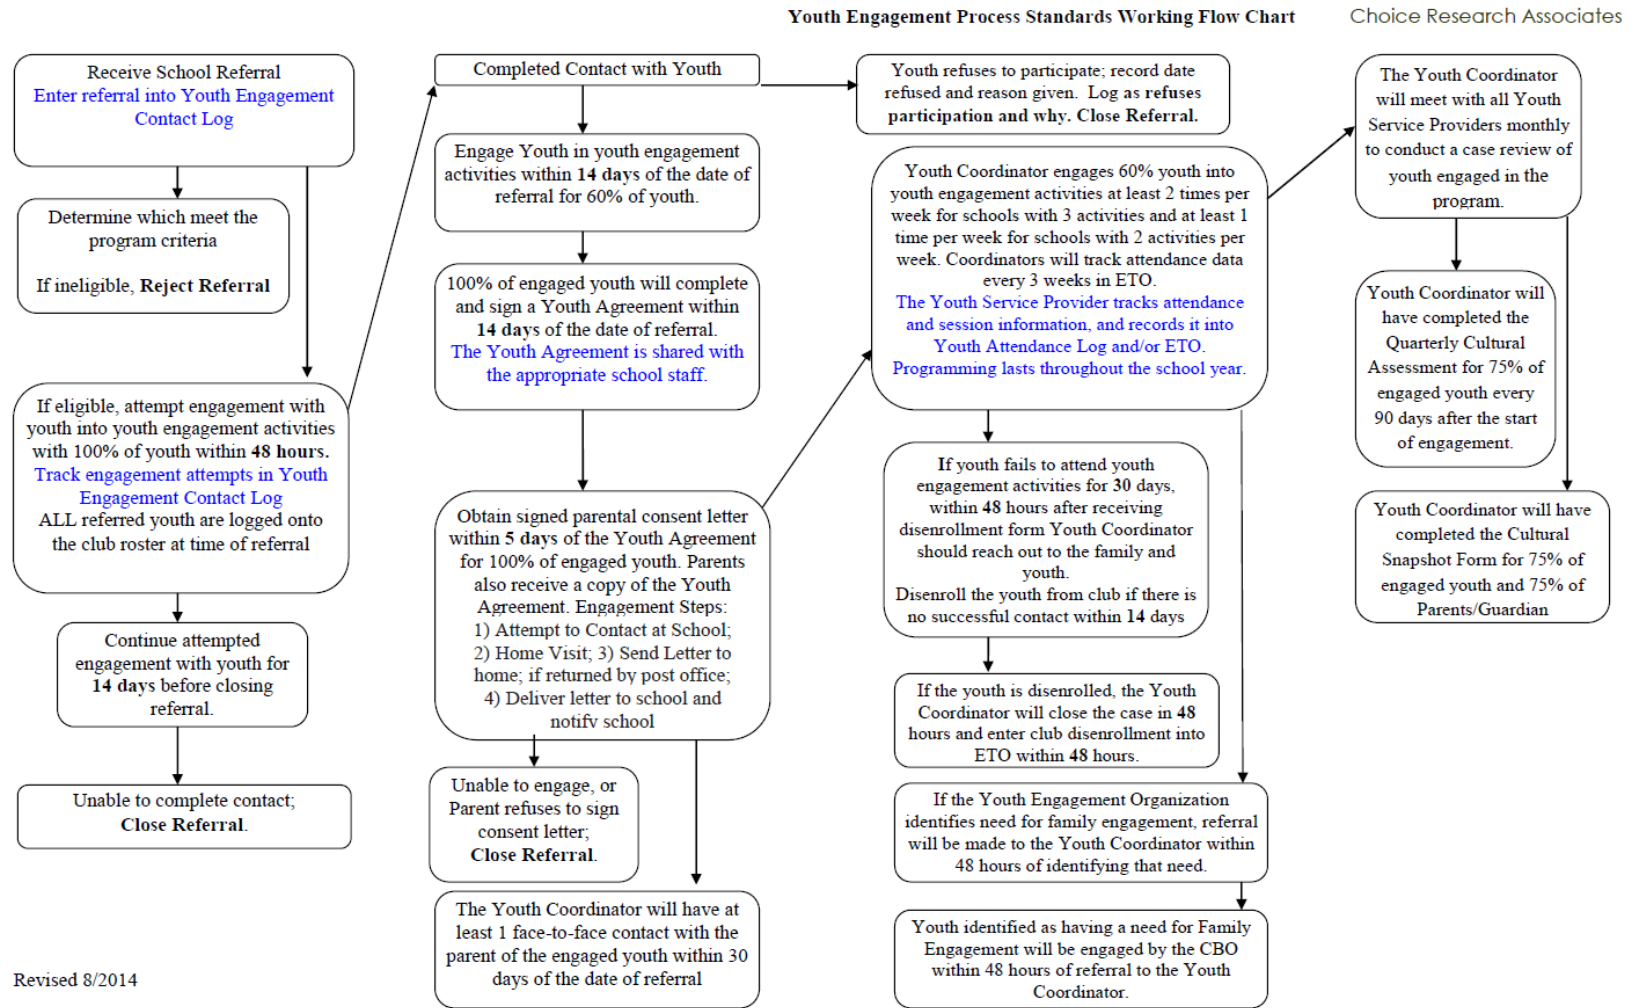 Youth Engagement Process Standards Working Flow Chart
Choice Research Associates
Receive School Referral
Enter referral into Youth Engagement
Contact Log
Determine which meet the
program criteria
If ineligible, Reject Referral
If eligible, attempt engagement with
youth into youth engagement activities
with 100% of youth within 48 hours.
Track engagement attempts in Youth
Engagement Contact Log
ALL referred youth are logged onto
the club roster at time of referral
Continue attempted
engagement with youth for
14 days before closing
referral.
Unable to complete contact;
Close Referral.
Completed Contact with Youth
Engage Youth in youth engagement
activities within 14 days of the date of
referral for 60% of youth.
100% of engaged youth will complete
and sign a Youth Agreement within
14 days of the date of referral.
The Youth Agreement is shared with
the appropriate school staff.
Obtain signed parental consent letter
within 5 days of the Youth Agreement
for 100% of engaged youth. Parents
also receive a copy of the Youth
Agreement. Engagement Steps:
1) Attempt to Contact at School;
2) Home Visit; 3) Send Letter to
home; if returned by post office;
4) Deliver letter to school and
notify school
Unable to engage, or
Parent refuses to sign
consent letter;
Close Referral.
The Youth Coordinator will have at
least 1 face-to-face contact with the
parent of the engaged youth within 30
days of the date of referral
Youth refuses to participate; record date
refused and reason given. Log as refuses
participation and why. Close Referral.
Youth Coordinator engages 60% youth into
youth engagement activities at least 2 times per
week for schools with 3 activities and at least 1
time per week for schools with 2 activities per
week. Coordinators will track attendance data
every 3 weeks in ETO.
The Youth Service Provider tracks attendance
and session information, and records it into
Youth Attendance Log and/or ETO.
Programming lasts throughout the school year.
If youth fails to attend youth
engagement activities for 30 days,
within 48 hours after receiving
disenrollment form Youth Coordinator
should reach out to the family and
youth.
Disenroll the youth from club if there is
no successful contact within 14 days
If the youth is disenrolled, the Youth
Coordinator will close the case in 48
hours and enter club disenrollment into
ETO within 48 hours.
If the Youth Engagement Organization
identifies need for family engagement, referral
will be made to the Youth Coordinator within
48 hours of identifying that need.
Youth identified as having a need for Family
Engagement will be engaged by the CBO
within 48 hours of referral to the Youth
Coordinator.
The Youth Coordinator
will meet with all Youth
Service Providers monthly
to conduct a case review of
youth engaged in the
program.
Youth Coordinator will
have completed the
Quarterly Cultural
Assessment for 75% of
engaged youth every
90 days after the start
of engagement.
Youth Coordinator will have
completed the Cultural
Snapshot Form for 75% of
engaged youth and 75% of
Parents/Guardian
Revised 8/2014